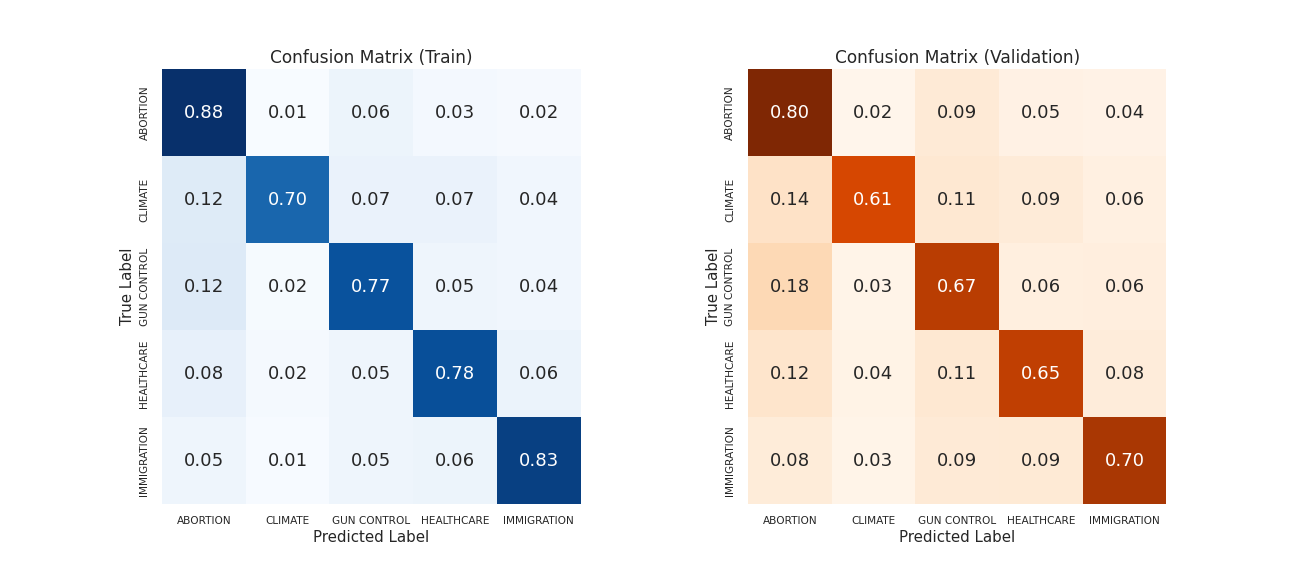 Confusion Matrix (Train)
True Label
ABORTION 0.88 0.01 0.06 0.03 0.02
CLIMATE 0.12 0.70 0.07 0.07 0.04
GUN CONTROL 0.12 0.02 0.77 0.05 0.04
HEALTHCARE 0.08 0.02 0.05 0.78 0.06
IMMIGRATION 0.05 0.01 0.05 0.06 0.83
ABORTION CLIMATE GUN CONTROL HEALTHCARE IMMIGRATION
Predicted Label
Confusion Matrix (Validation)
True Label
ABORTION 0.80 0.02 0.09 0.05 0.04
CLIMATE 0.14 0.61 0.11 0.09 0.06
GUN CONTROL 0.18 0.03 0.67 0.06 0.06
HEALTHCARE 0.12 0.04 0.11 0.65 0.08
IMMIGRATION 0.08 0.03 0.09 0.09 0.70
ABORTION CLIMATE GUN CONTROL HEALTHCARE IMMIGRATION
Predicted Label